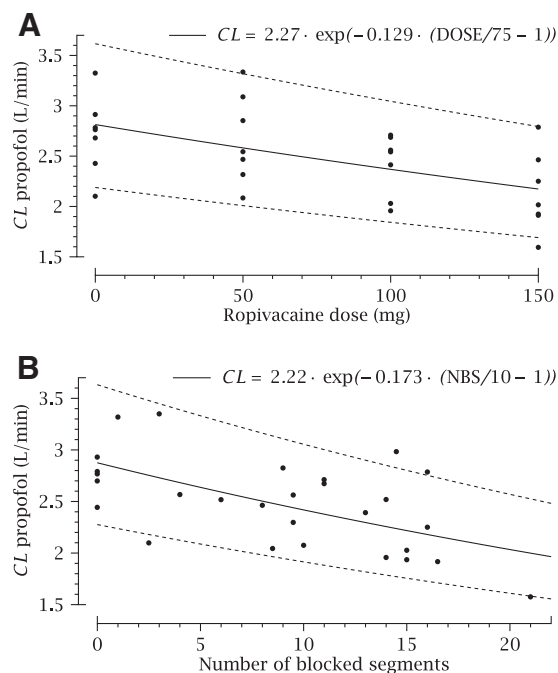 A
CL = 2.27 · exp(−0.129 · (DOSE/75 − 1))
CL propofol (L/min)
3.5
3
2.5
2
1.5
0 50 100 150
Ropivacaine dose (mg)
B
CL = 2.22 · exp(−0.173 · (NBS/10 − 1))
CL propofol (L/min)
3.5
3
2.5
2
1.5
0 5 10 15 20
Number of blocked segments